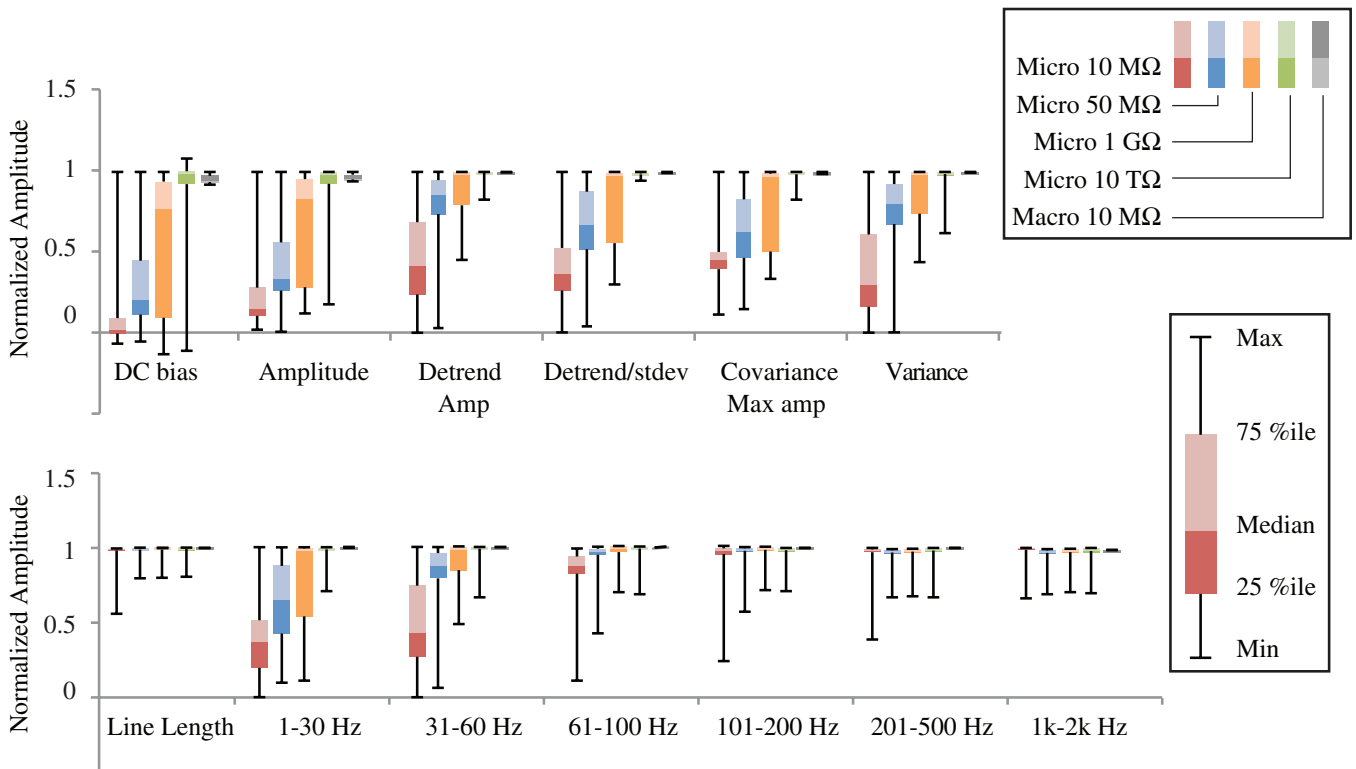 Micro 10 MΩ
Micro 50 MΩ
Micro 1 GΩ
Micro 10 TΩ
Macro 10 MΩ
Normalized Amplitude
1.5
1
0.5
0
DC bias
Amplitude
Detrend
Amp
Detrend/stdev
Covariance
Max amp
Variance
Max
75 %ile
Median
25 %ile
Min
Normalized Amplitude
1.5
1
0.5
0
Line Length
1-30 Hz
31-60 Hz
61-100 Hz
101-200 Hz
201-500 Hz
1k-2k Hz